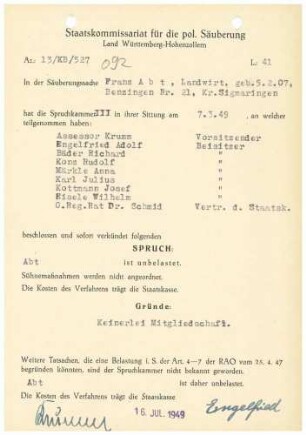 Staatskommissariat für die pol. Säuberung
Land Württemberg-Hohenzollern
Az.: 13/KB/527 092 L. 41
In der Säuberungssache Franz Abt, Landwirt, geb.5.2.07,
Benzingen Nr. 21, Kr.Sigmaringen
hat die Spruchkammer III in ihrer Sitzung am 7.3.49, an welcher
teilgenommen haben:
Assessor Krumm Vorsitzender
Engelfried Adolf Beisitzer
Bäder Richard "
Kons Rudolf "
Märkle Anna "
Karl Julius "
Kottmann Josef "
Eisele Wilhelm "
O.Reg.Rat Dr. Schmid Vertr. d. Staatsk.
beschlossen und sofort verkündet folgenden
SPRUCH:
Abt ist unbelastet.
Sühnemaßnahmen werden nicht angeordnet.
Die Kosten des Verfahrens trägt die Staatskasse.
Gründe:
Keinerlei Mitgliedschaft.
Weitere Tatsachen, die eine Belastung i. S. der Art. 4-7 der RAO vom 25. 4. 47
begründen könnten, sind der Spruchkammer nicht bekannt geworden.
Abt ist daher unbelastet.
Die Kosten des Verfahrens trägt die Staatskasse
Krumm 16. JUL. 1949 Engelfried